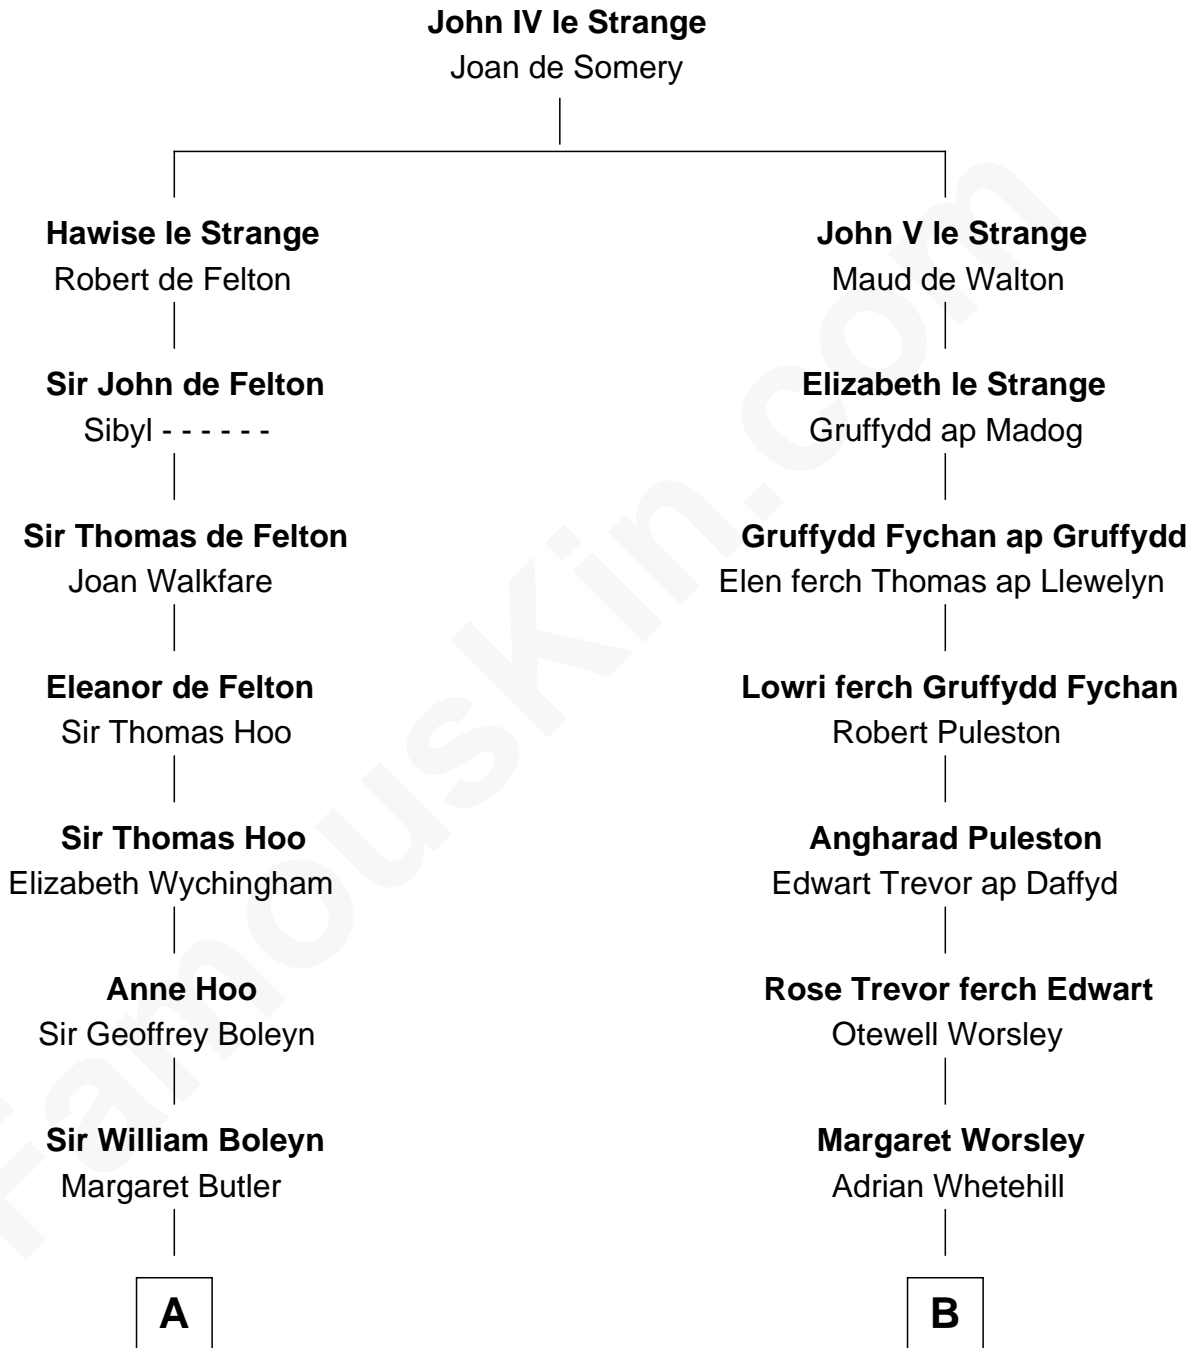 John IV le Strange
Joan de Somery
Hawise le Strange
Robert de Felton
John V le Strange
Maud de Walton
Sir John de Felton
Sibyl - - - - - -
Elizabeth le Strange
Gruffydd ap Madog
Sir Thomas de Felton
Joan Walkfare
Gruffydd Fychan ap Gruffydd
Elen ferch Thomas ap Llewelyn
Eleanor de Felton
Sir Thomas Hoo
Lowri ferch Gruffydd Fychan
Robert Puleston
Sir Thomas Hoo
Elizabeth Wychingham
Angharad Puleston
Edwart Trevor ap Daffyd
Anne Hoo
Sir Geoffrey Boleyn
Rose Trevor ferch Edwart
Otewell Worsley
Sir William Boleyn
Margaret Butler
Margaret Worsley
Adrian Whetehill
A
B
FamousKin.com